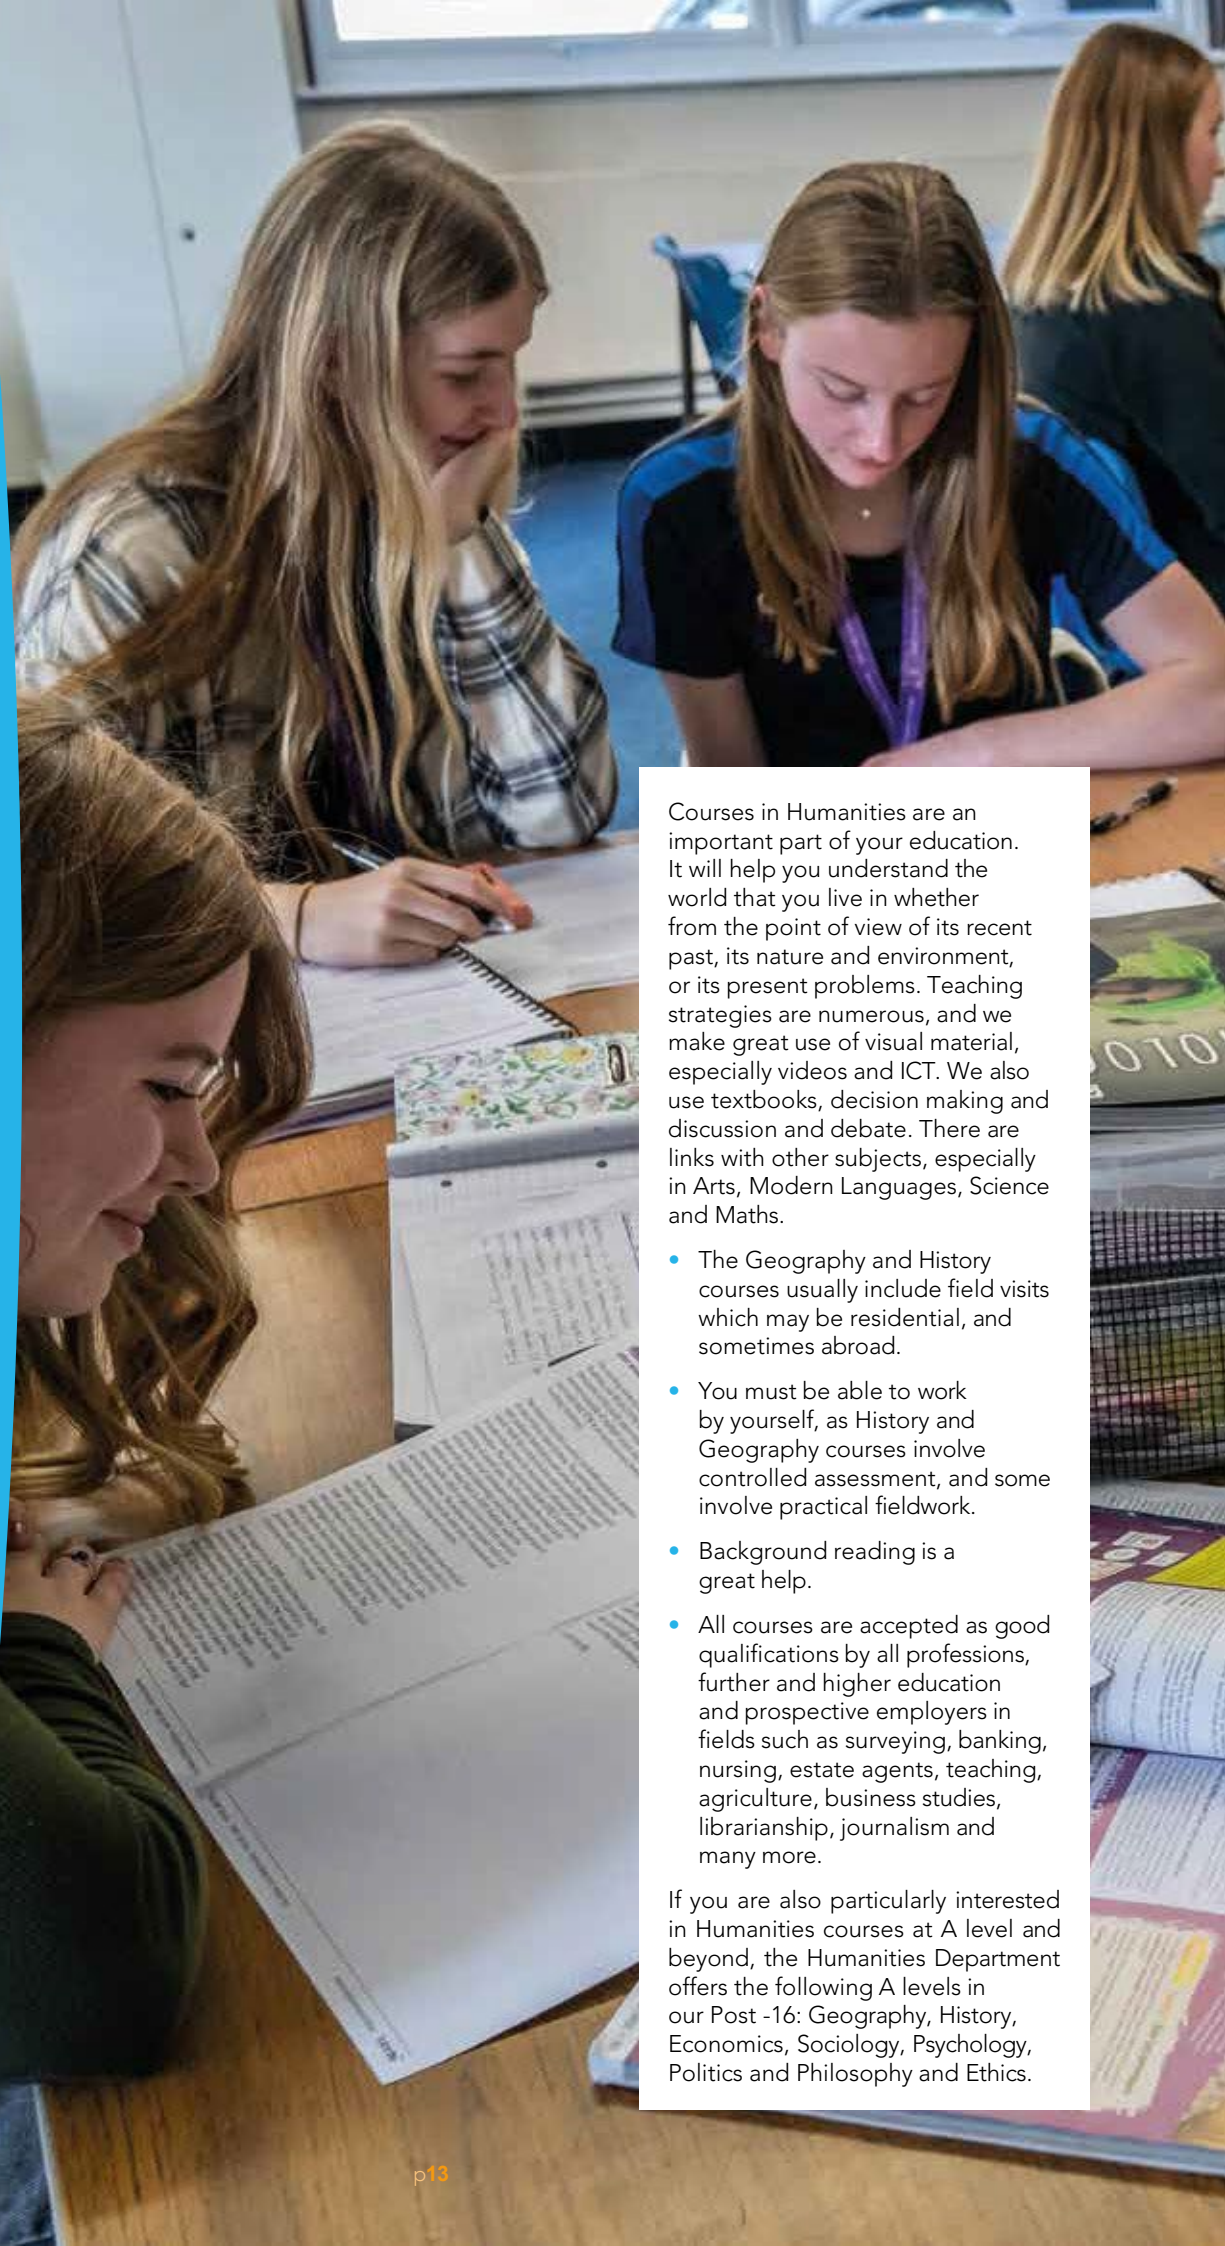 Courses in Humanities are an
important part of your education.
It will help you understand the
world that you live in whether
from the point of view of its recent
past, its nature and environment,
or its present problems. Teaching
strategies are numerous, and we
make great use of visual material,
especially videos and ICT. We also
use textbooks, decision making and
discussion and debate. There are
links with other subjects, especially
in Arts, Modern Languages, Science
and Maths.
• The Geography and History
courses usually include field visits
which may be residential, and
sometimes abroad.
• You must be able to work
by yourself, as History and
Geography courses involve
controlled assessment, and some
involve practical fieldwork.
• Background reading is a
great help.
• All courses are accepted as good
qualifications by all professions,
further and higher education
and prospective employers in
fields such as surveying, banking,
nursing, estate agents, teaching,
agriculture, business studies,
librarianship, journalism and
many more.
If you are also particularly interested
in Humanities courses at A level and
beyond, the Humanities Department
offers the following A levels in
our Post -16: Geography, History,
Economics, Sociology, Psychology,
Politics and Philosophy and Ethics.
p13